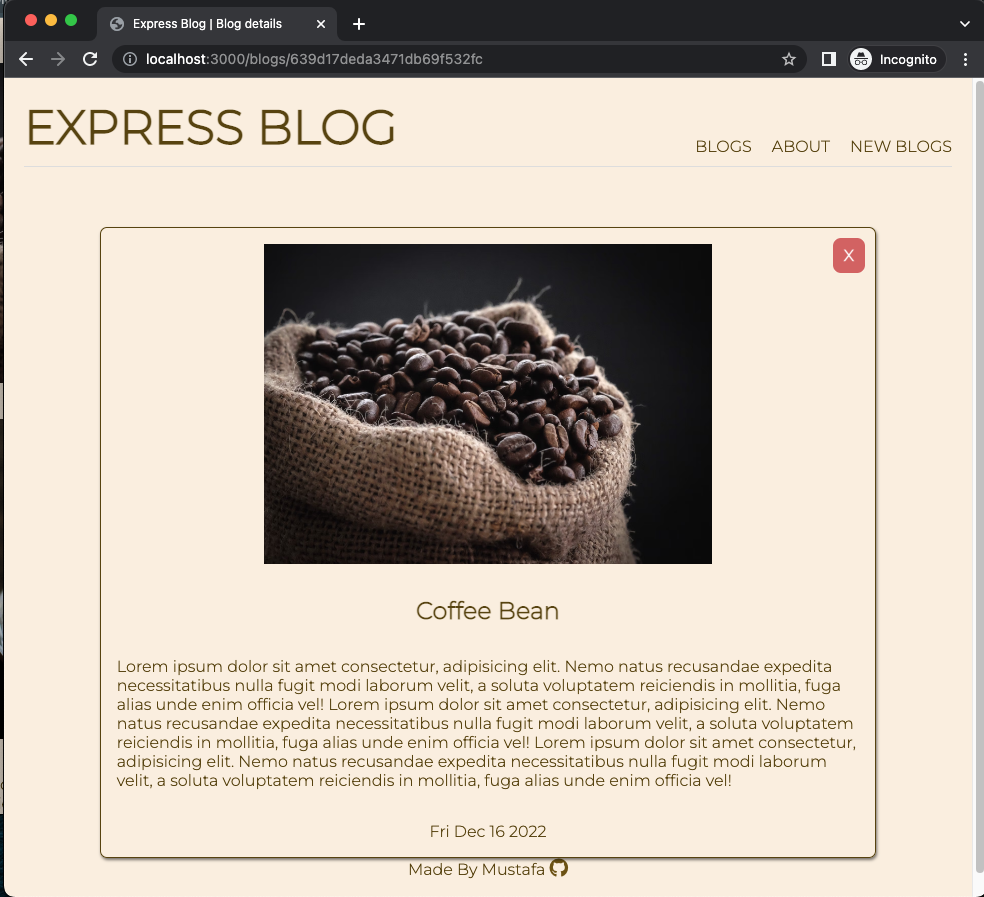 Express Blog | Blog details
localhost:3000/blogs/639d17deda3471db69f532fc
Incognito
EXPRESS BLOG
BLOGS ABOUT NEW BLOGS
X
Coffee Bean
Lorem ipsum dolor sit amet consectetur, adipisicing elit. Nemo natus recusandae expedita
necessitatibus nulla fugit modi laborum velit, a soluta voluptatem reiciendis in mollitia, fuga
alias unde enim officia vel! Lorem ipsum dolor sit amet consectetur, adipisicing elit. Nemo
natus recusandae expedita necessitatibus nulla fugit modi laborum velit, a soluta voluptatem
reiciendis in mollitia, fuga alias unde enim officia vel! Lorem ipsum dolor sit amet consectetur,
adipisicing elit. Nemo natus recusandae expedita necessitatibus nulla fugit modi laborum
velit, a soluta voluptatem reiciendis in mollitia, fuga alias unde enim officia vel!
Fri Dec 16 2022
Made By Mustafa